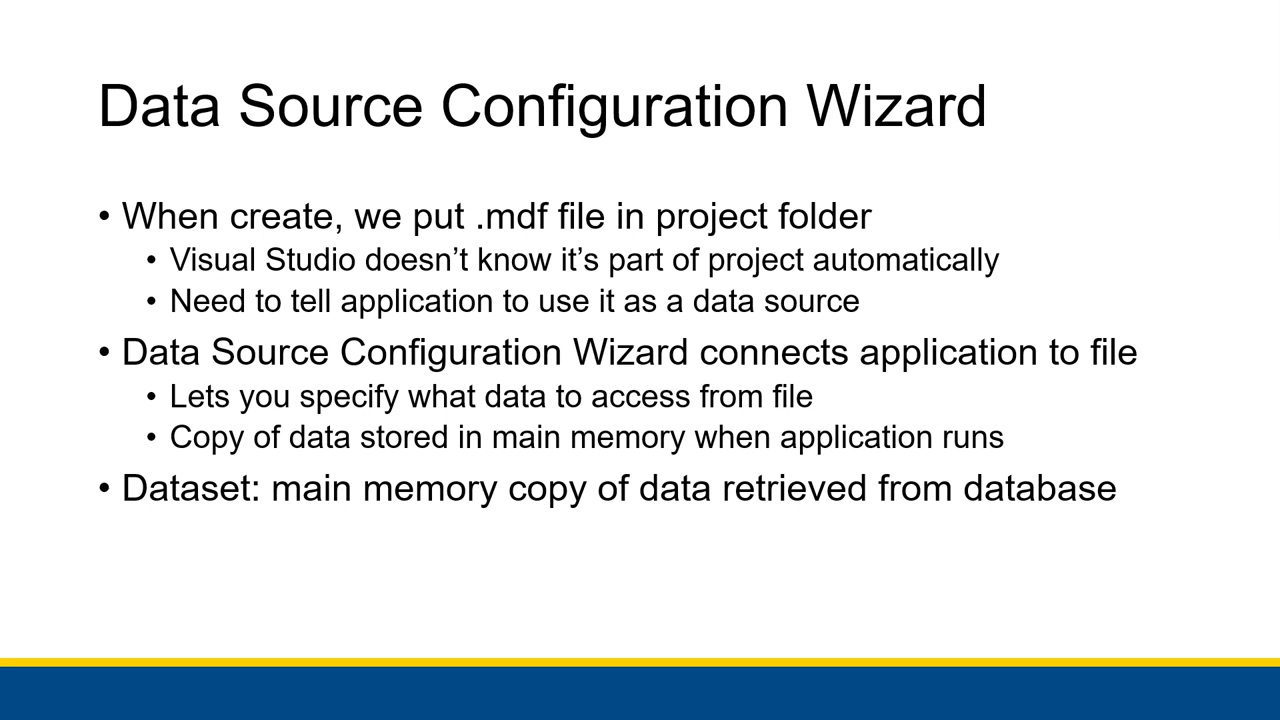 Data Source Configuration Wizard
• When create, we put .mdf file in project folder
• Visual Studio doesn’t know it’s part of project automatically
• Need to tell application to use it as a data source
• Data Source Configuration Wizard connects application to file
• Lets you specify what data to access from file
• Copy of data stored in main memory when application runs
• Dataset: main memory copy of data retrieved from database